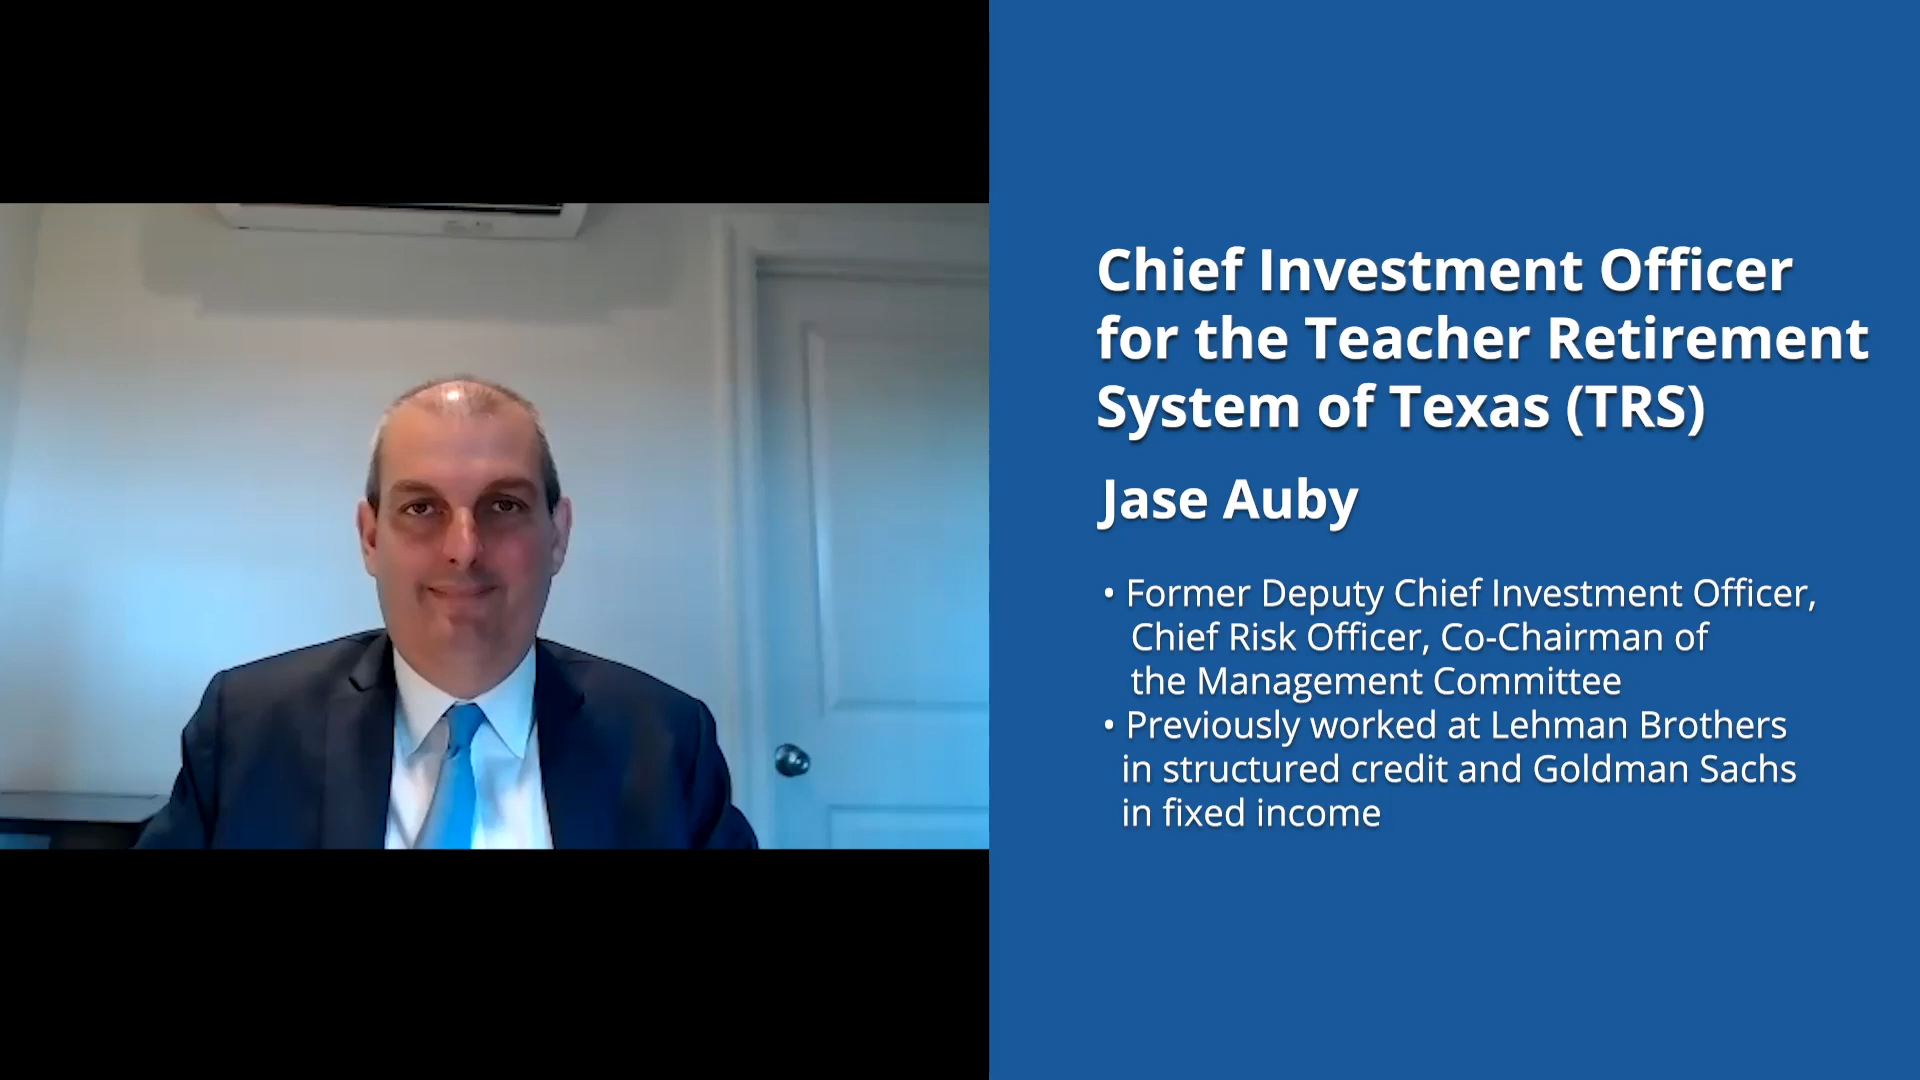 Chief Investment Officer
for the Teacher Retirement
System of Texas (TRS)
Jase Auby
• Former Deputy Chief Investment Officer,
Chief Risk Officer, Co-Chairman of
the Management Committee
• Previously worked at Lehman Brothers
in structured credit and Goldman Sachs
in fixed income